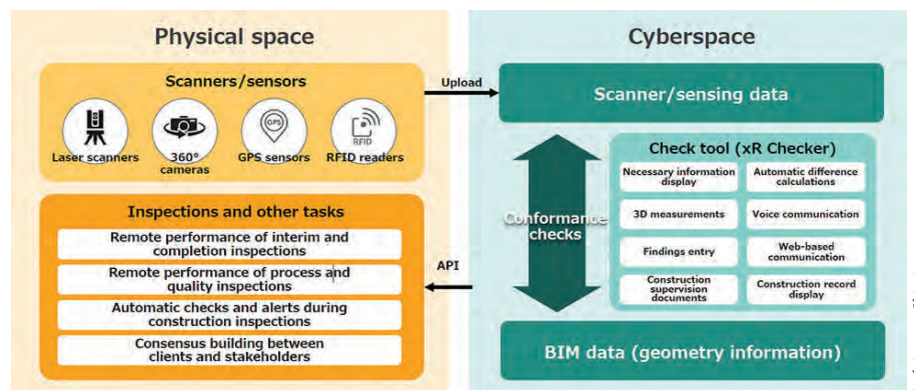 Physical space
Scanners/sensors
GPS
RFID
Laser scanners
360°
cameras
GPS sensors
RFID readers
Inspections and other tasks
Remote performance of interim and
completion inspections
Remote performance of process and
quality inspections
Automatic checks and alerts during
construction inspections
Consensus building between
clients and stakeholders
Upload
API
Cyberspace
Scanner/sensing data
Conformance
checks
Check tool (xR Checker)
Necessary information
display
Automatic difference
calculations
3D measurements
Voice communication
Findings entry
Web-based
communication
Construction
supervision
documents
Construction record
display
BIM data (geometry information)